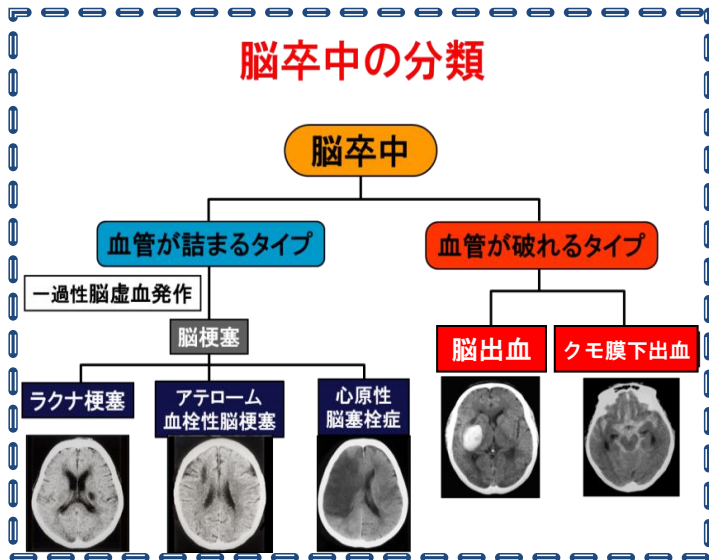 脳卒中の分類
脳卒中
血管が詰まるタイプ
血管が破れるタイプ
一過性脳虚血発作
脳梗塞
脳出血
クモ膜下出血
ラクナ梗塞
アテローム
血栓性脳梗塞
心原性
脳塞栓症